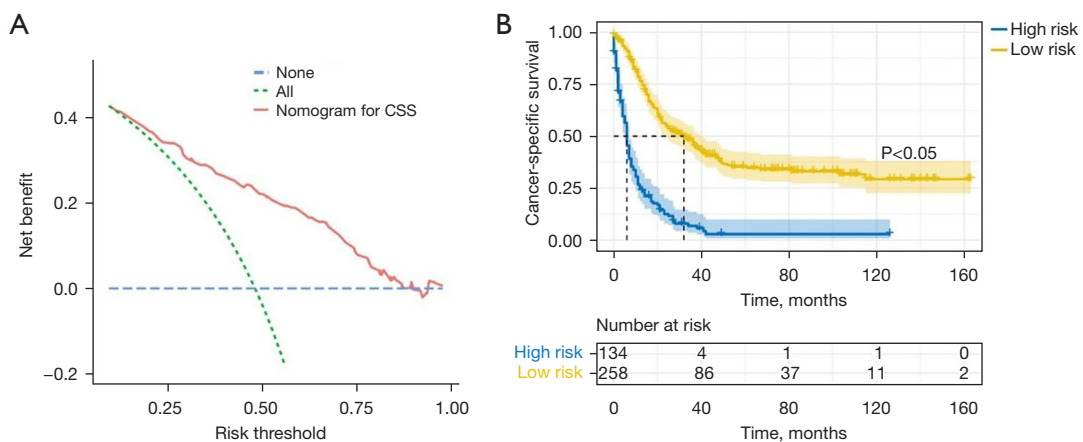 A
None
All
Nomogram for CSS
Net benefit
0.4
0.2
0.0
−0.2
0.25 0.50 0.75 1.00
Risk threshold
B
High risk
Low risk
Cancer-specific survival
1.00
0.75
0.50
0.25
0.00
P<0.05
0 40 80 120 160
Time, months
Number at risk
High risk 134 4 1 1 0
Low risk 258 86 37 11 2
0 40 80 120 160
Time, months